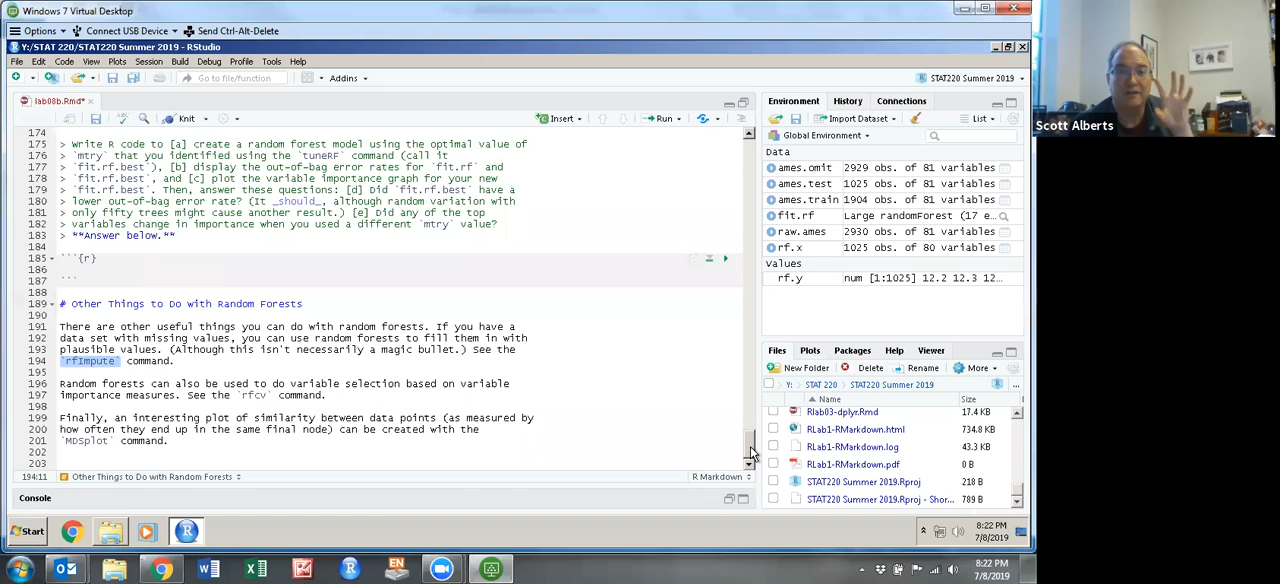 Windows 7 Virtual Desktop
Options Connect USB Device Send Ctrl-Alt-Delete
Y:/STAT 220/STAT220 Summer 2019 - RStudio
File Edit Code View Plots Session Build Debug Profile Tools Help
Go to file/function Addins STAT220 Summer 2019
lab08b.Rmd*
Knit Insert Run
174
175 > Write R code to [a] create a random forest model using the optimal value of
176 > `mtry` that you identified using the `tuneRF` command (call it
177 > `fit.rf.best`), [b] display the out-of-bag error rates for `fit.rf` and
178 > `fit.rf.best`, and [c] plot the variable importance graph for your new
179 > `fit.rf.best`. Then, answer these questions: [d] Did `fit.rf.best` have a
180 > lower out-of-bag error rate? (It _should_, although random variation with
181 > only fifty trees might cause another result.) [e] Did any of the top
182 > variables change in importance when you used a different `mtry` value?
183 > **Answer below.**
184
185 ```{r}
186
187 ```
188
189 # Other Things to Do with Random Forests
190
191 There are other useful things you can do with random forests. If you have a
192 data set with missing values, you can use random forests to fill them in with
193 plausible values. (Although this isn't necessarily a magic bullet.) See the
194 `rfImpute` command.
195
196 Random forests can also be used to do variable selection based on variable
197 importance measures. See the `rfcv` command.
198
199 Finally, an interesting plot of similarity between data points (as measured by
200 how often they end up in the same final node) can be created with the
201 `MDSplot` command.
202
203
194:11 Other Things to Do with Random Forests R Markdown
Console
Environment History Connections
Import Dataset List
Global Environment
Data
ames.omit 2929 obs. of 81 variables
ames.test 1025 obs. of 81 variables
ames.train 1904 obs. of 81 variables
fit.rf Large randomForest (17 e...
raw.ames 2930 obs. of 81 variables
rf.x 1025 obs. of 80 variables
Values
rf.y num [1:1025] 12.2 12.3 12...
Files Plots Packages Help Viewer
New Folder Delete Rename More
Y: STAT 220 STAT220 Summer 2019
Name Size
Rlab03-dplyr.Rmd 17.4 KB
RLab1-RMarkdown.html 734.8 KB
RLab1-RMarkdown.log 43.3 KB
RLab1-RMarkdown.pdf 0 B
STAT220 Summer 2019.Rproj 218 B
STAT220 Summer 2019.Rproj - Shor... 789 B
Start 8:22 PM
7/8/2019
EN 8:22 PM
7/8/2019
Scott Alberts